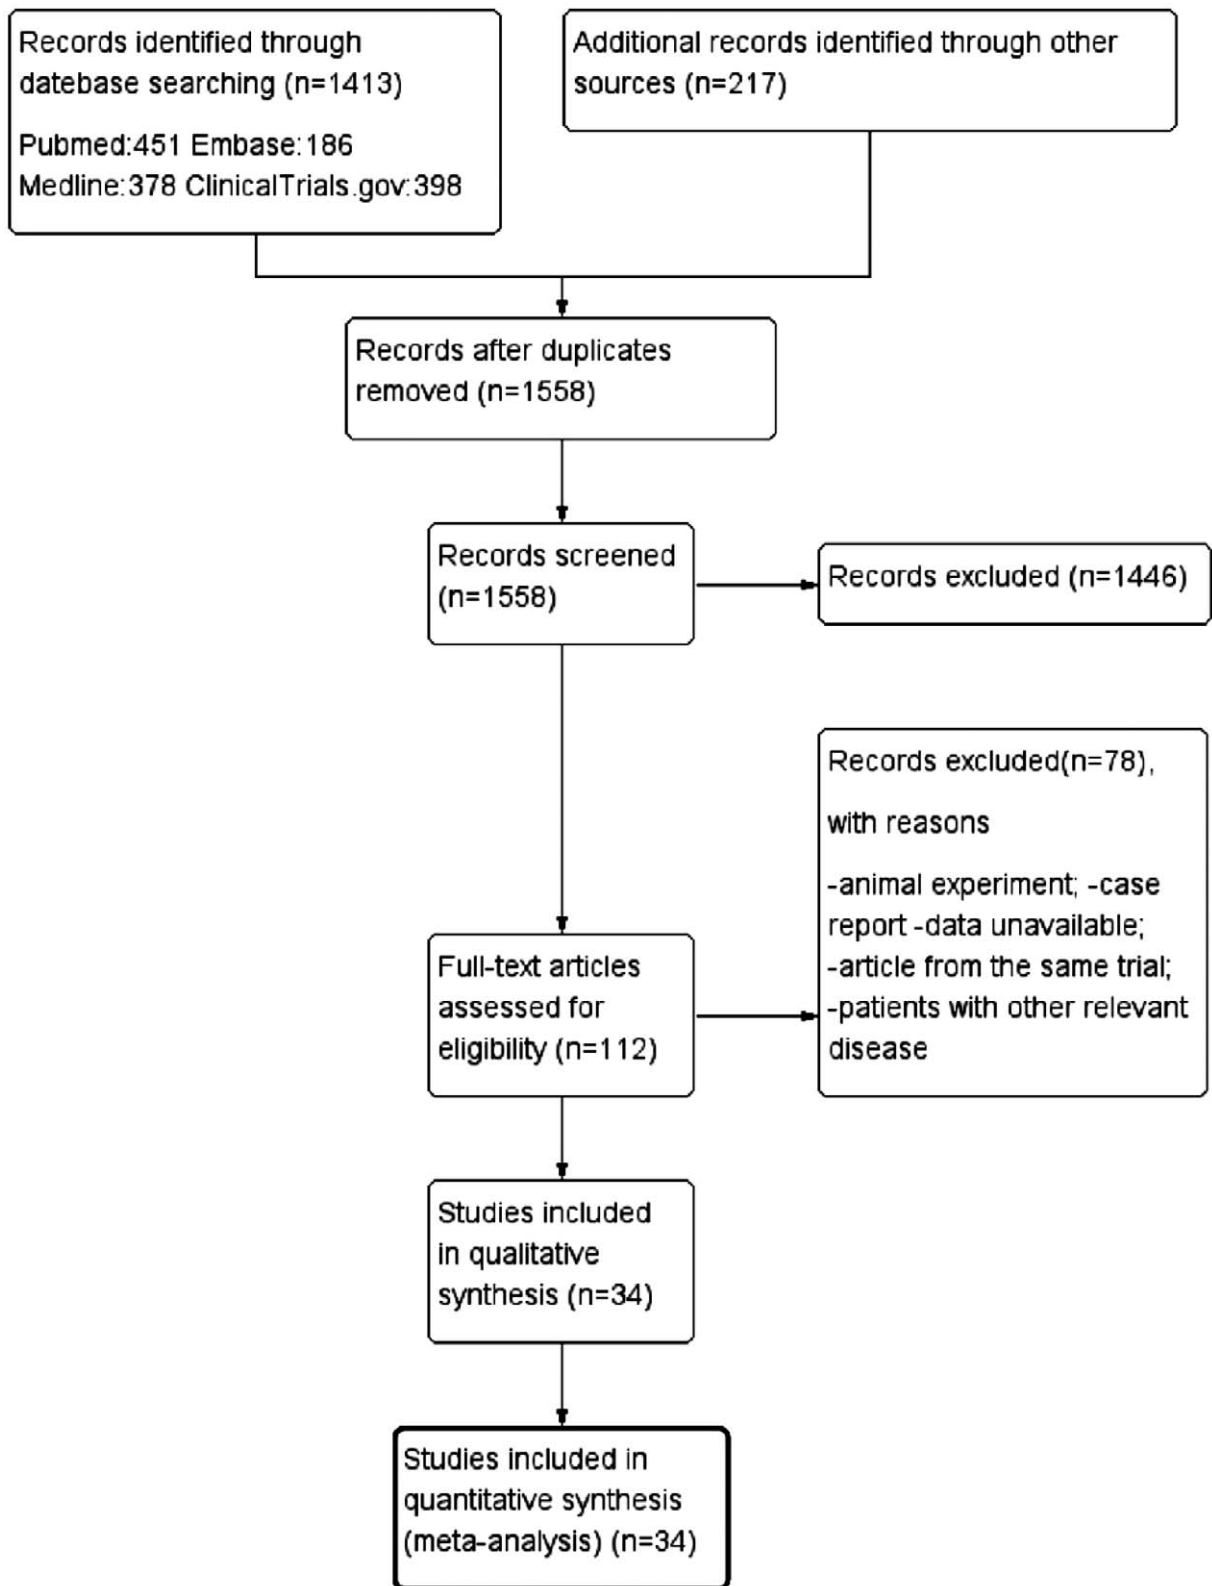 Records identified through
datebase searching (n=1413)
Pubmed:451 Embase:186
Medline:378 ClinicalTrials.gov:398
Additional records identified through other
sources (n=217)
Records after duplicates
removed (n=1558)
Records screened
(n=1558)
Records excluded (n=1446)
Records excluded(n=78),
with reasons
-animal experiment; -case
report -data unavailable;
-article from the same trial;
-patients with other relevant
disease
Full-text articles
assessed for
eligibility (n=112)
Studies included
in qualitative
synthesis (n=34)
Studies included in
quantitative synthesis
(meta-analysis) (n=34)